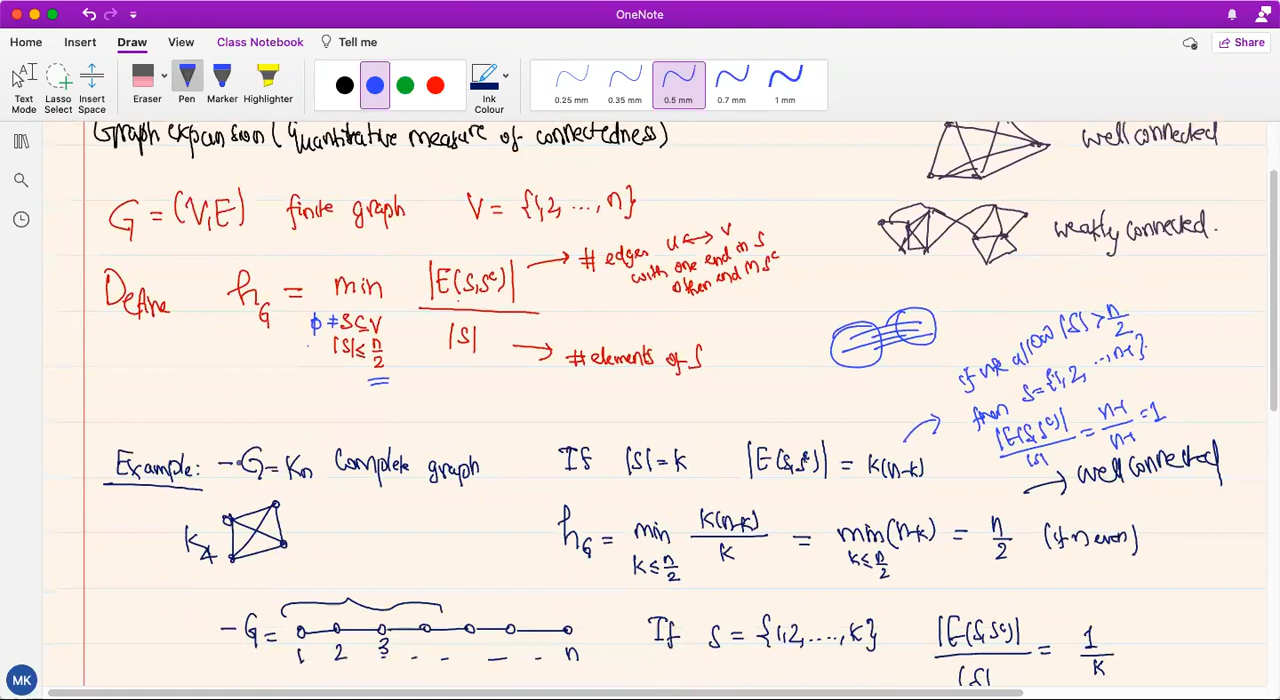 OneNote
Home Insert Draw View Class Notebook Tell me
Share
Text Mode
Lasso Select
Insert Space
Eraser
Pen
Marker
Highlighter
Ink Colour
0.25 mm
0.35 mm
0.5 mm
0.7 mm
1 mm
Graph expansion (Quantitative measure of connectedness)
well connected
G = (V,E) finite graph V = {1,2, ..., n}
weakly connected.
Define h_G = min |E(S,S^c)| / |S|
ϕ ≠ S ⊆ V
|S| ≤ n/2
→ # edges u ↔ v
with one end in S
other end in S^c
→ # elements of S
if we allow |S| > n/2
then S = {1,2, ..., n-1}
|E(S,S^c)| / |S| = n-1 / n-1 = 1
Example: - G = Kn Complete graph If |S| = k |E(S,S^c)| = k(n-k)
→ well connected
K4
h_G = min k≤n/2 k(n-k) / k = min k≤n/2 (n-k) = n/2 (if n even)
- G =
1 2 3 . - - - . n
If S = {1,2, ...., k} |E(S,S^c)| / |S| = 1/k
MK